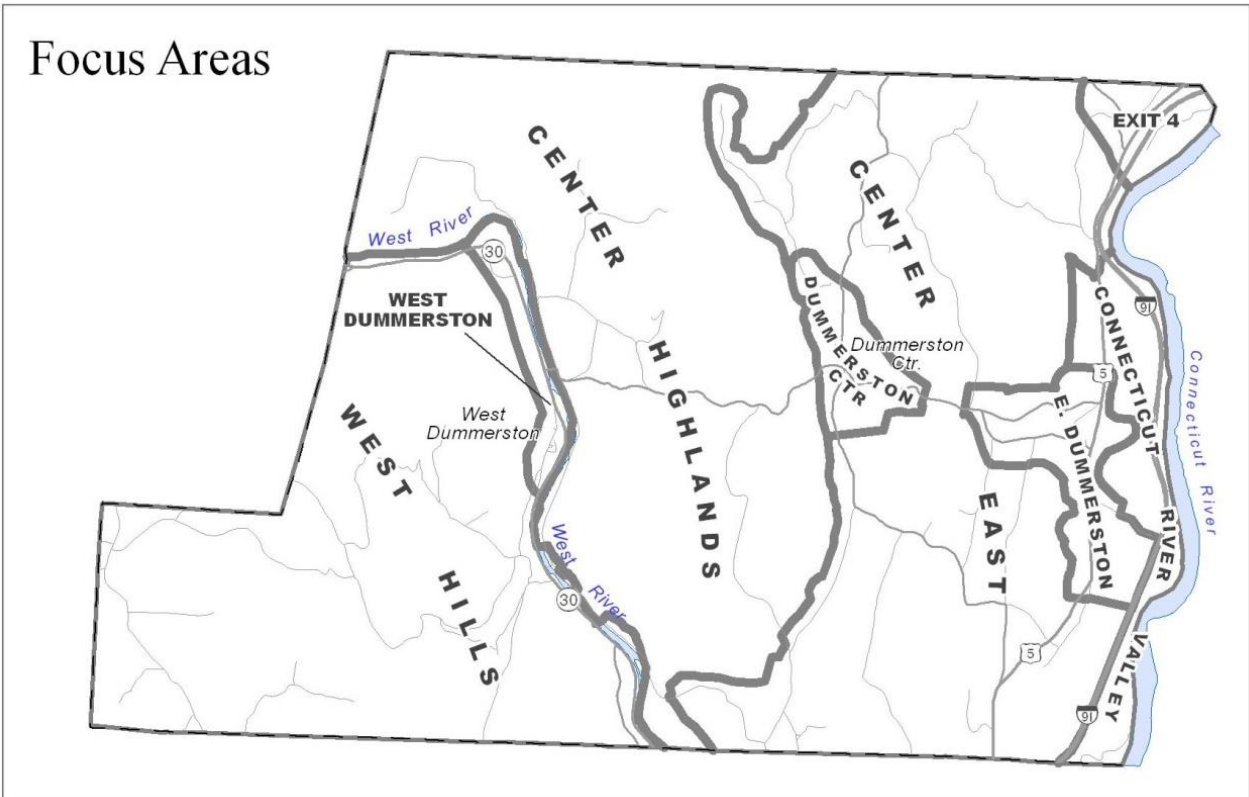 Focus Areas
EXIT 4
CENTER HIGHLANDS
CENTER EAST
West River
30
WEST
DUMMERSTON
West
Dummerston
WEST HILLS
DUMMERSTON
CTR
Dummerston
Ctr.
91
5
CONNECTICUT RIVER VALLEY
Connecticut River
E. DUMMERSTON
West River
30
5
91